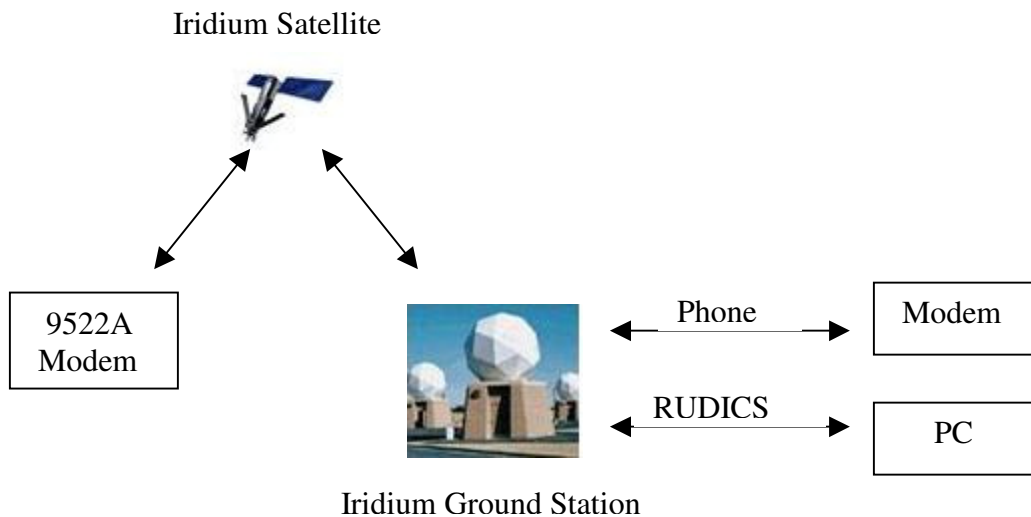 Iridium Satellite
9522A
Modem
Phone
Modem
RUDICS
PC
Iridium Ground Station